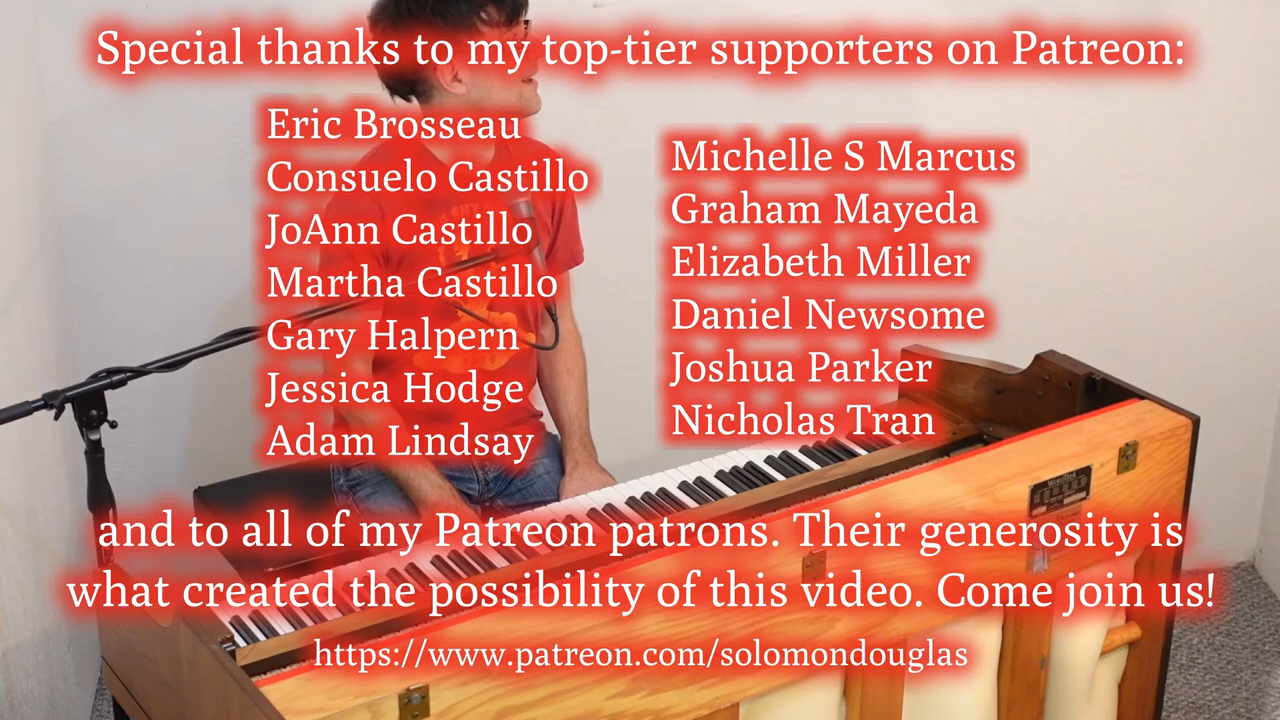 Special thanks to my top-tier supporters on Patreon:
Eric Brosseau
Consuelo Castillo
JoAnn Castillo
Martha Castillo
Gary Halpern
Jessica Hodge
Adam Lindsay
Michelle S Marcus
Graham Mayeda
Elizabeth Miller
Daniel Newsome
Joshua Parker
Nicholas Tran
and to all of my Patreon patrons. Their generosity is
what created the possibility of this video. Come join us!
https://www.patreon.com/solomondouglas